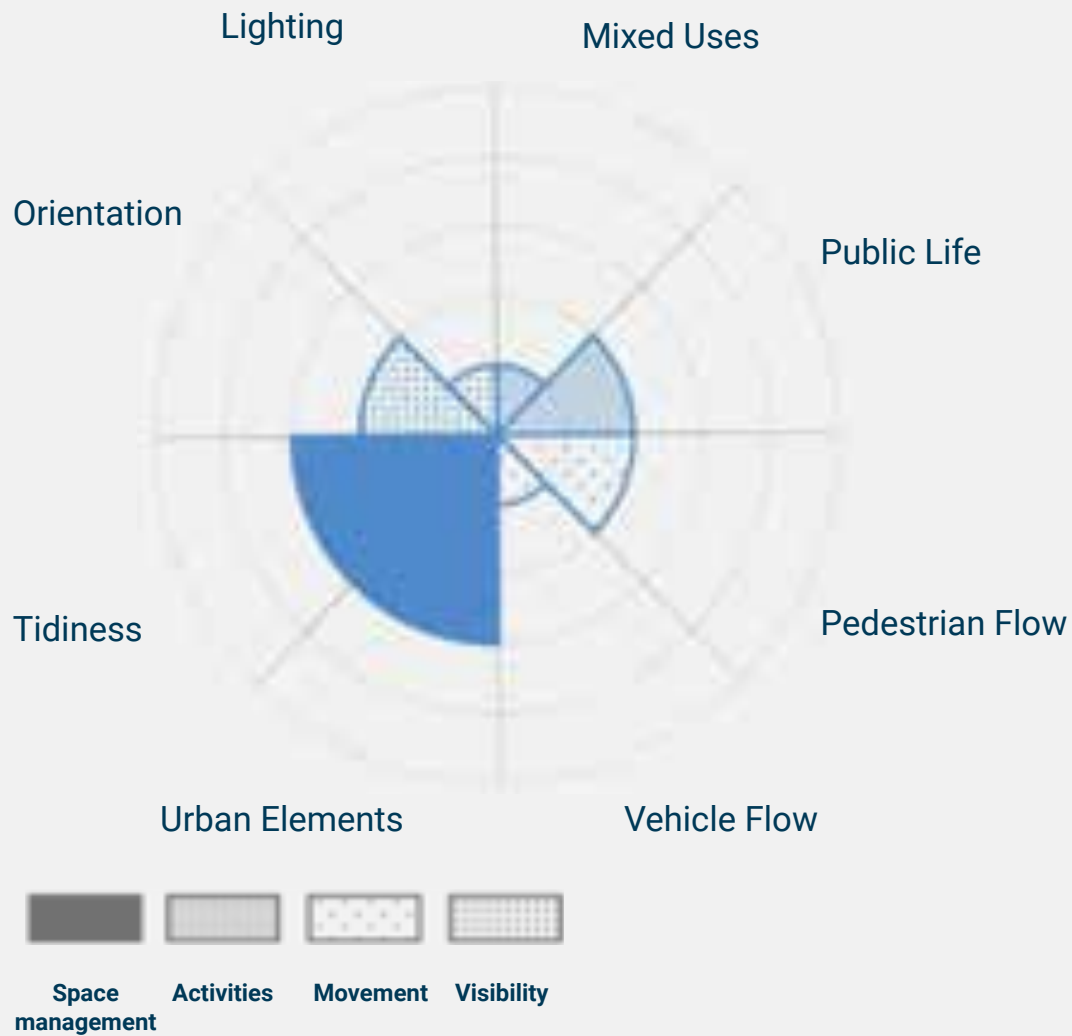 Lighting
Mixed Uses
Orientation
Public Life
Tidiness
Pedestrian Flow
Urban Elements
Vehicle Flow
Space
management
Activities
Movement
Visibility